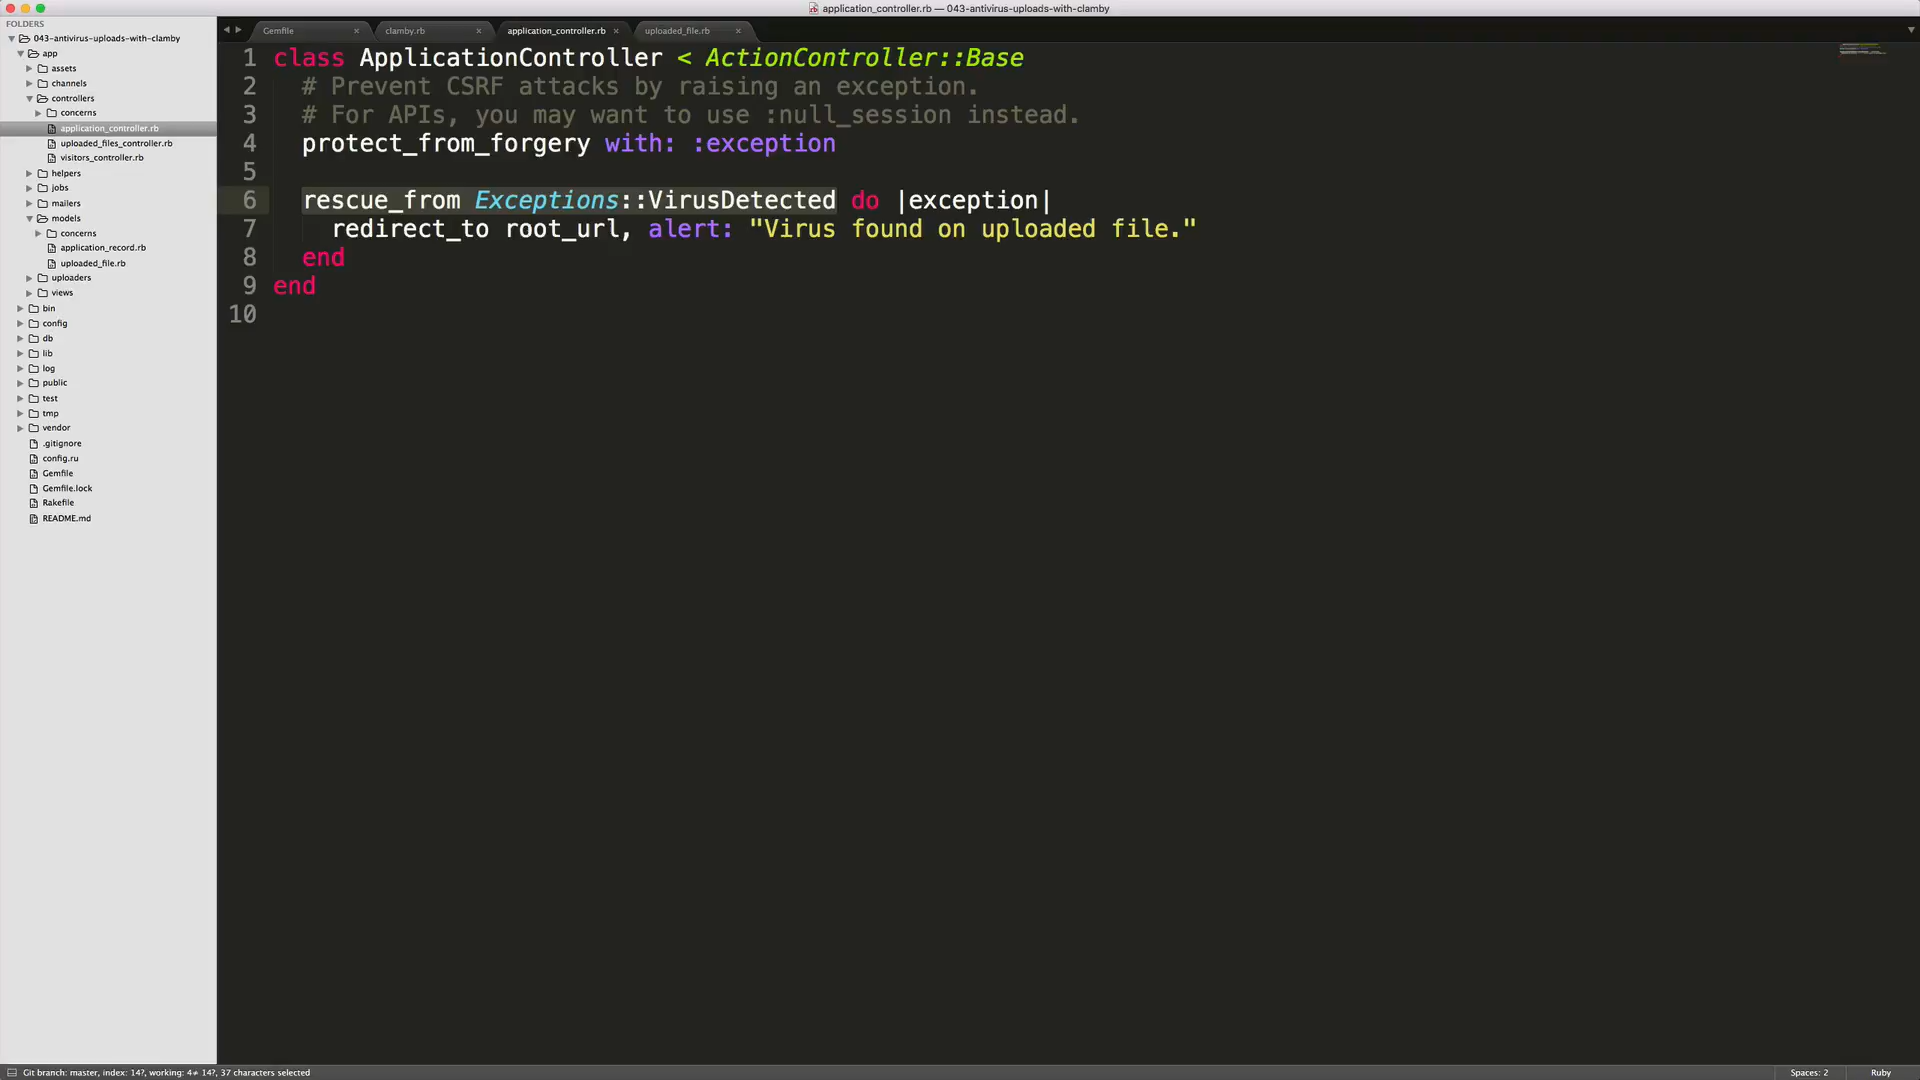 application_controller.rb — 043-antivirus-uploads-with-clamby
FOLDERS
043-antivirus-uploads-with-clamby
app
assets
channels
controllers
concerns
application_controller.rb
uploaded_files_controller.rb
visitors_controller.rb
helpers
jobs
mailers
models
concerns
application_record.rb
uploaded_file.rb
uploaders
views
bin
config
db
lib
log
public
test
tmp
vendor
.gitignore
config.ru
Gemfile
Gemfile.lock
Rakefile
README.md
Gemfile × clamby.rb × application_controller.rb × uploaded_file.rb ×
1 class ApplicationController < ActionController::Base
2 # Prevent CSRF attacks by raising an exception.
3 # For APIs, you may want to use :null_session instead.
4 protect_from_forgery with: :exception
5
6 rescue_from Exceptions::VirusDetected do |exception|
7 redirect_to root_url, alert: "Virus found on uploaded file."
8 end
9 end
10
Git branch: master, index: 14?, working: 4≠ 14?, 37 characters selected
Spaces: 2
Ruby